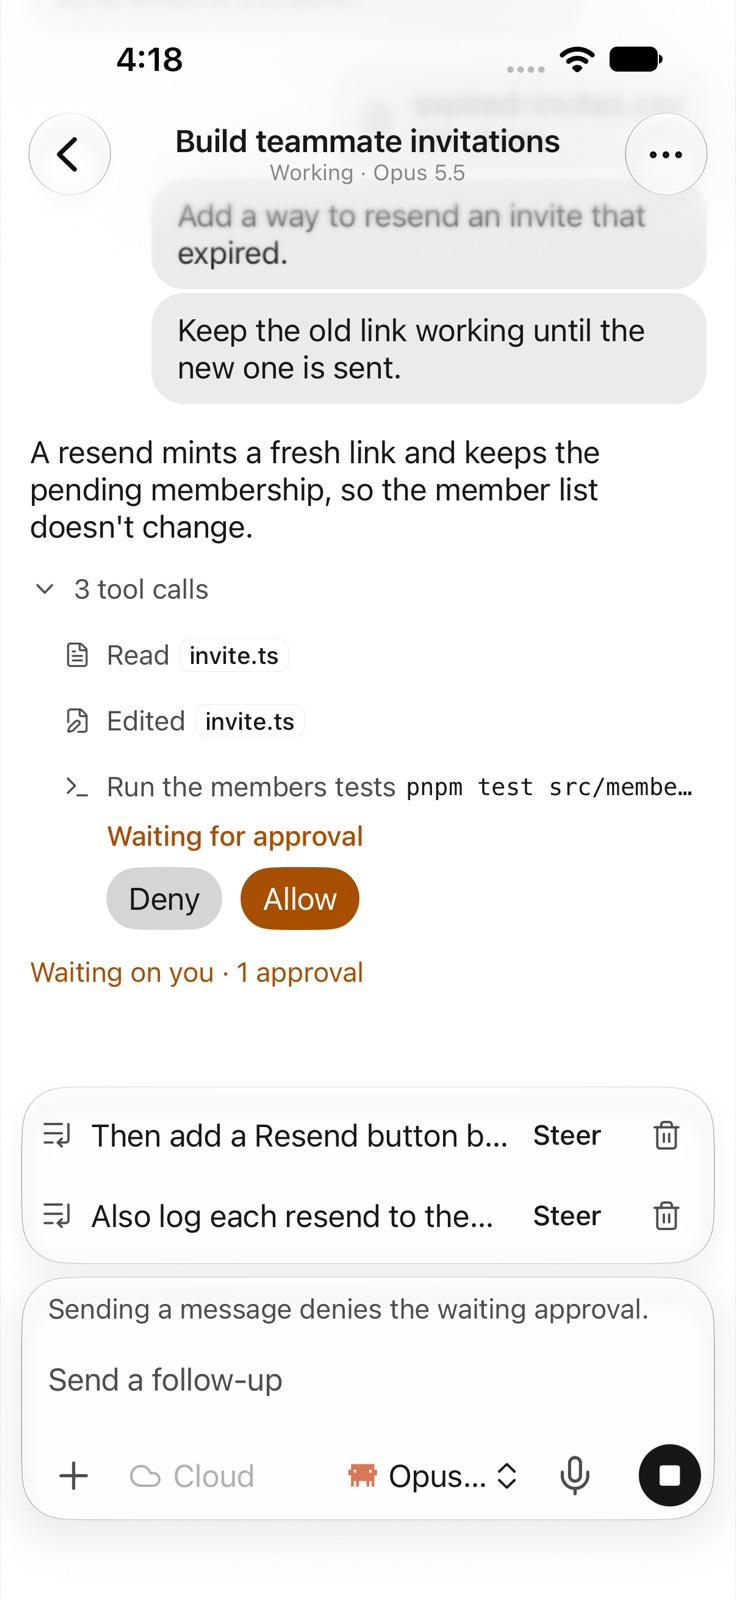 4:18
Build teammate invitations
Working · Opus 5.5
Add a way to resend an invite that
expired.
Keep the old link working until the
new one is sent.
A resend mints a fresh link and keeps the
pending membership, so the member list
doesn't change.
3 tool calls
Read invite.ts
Edited invite.ts
Run the members tests pnpm test src/membe…
Waiting for approval
Deny Allow
Waiting on you · 1 approval
Then add a Resend button b... Steer
Also log each resend to the... Steer
Sending a message denies the waiting approval.
Send a follow-up
Cloud Opus...